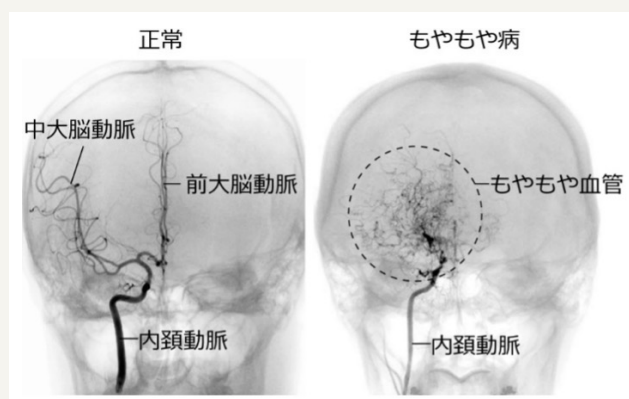 正常
もやもや病
中大脳動脈
前大脳動脈
もやもや血管
内頚動脈
内頚動脈